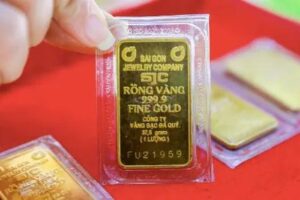 SAI GON
JEWELRY COMPANY
SJC
RỒNG VÀNG
999.9
FINE GOLD
CÔNG TY
VÀNG BẠC ĐÁ QUÝ
37,5 gram
(1 LƯỢNG)
FU21959